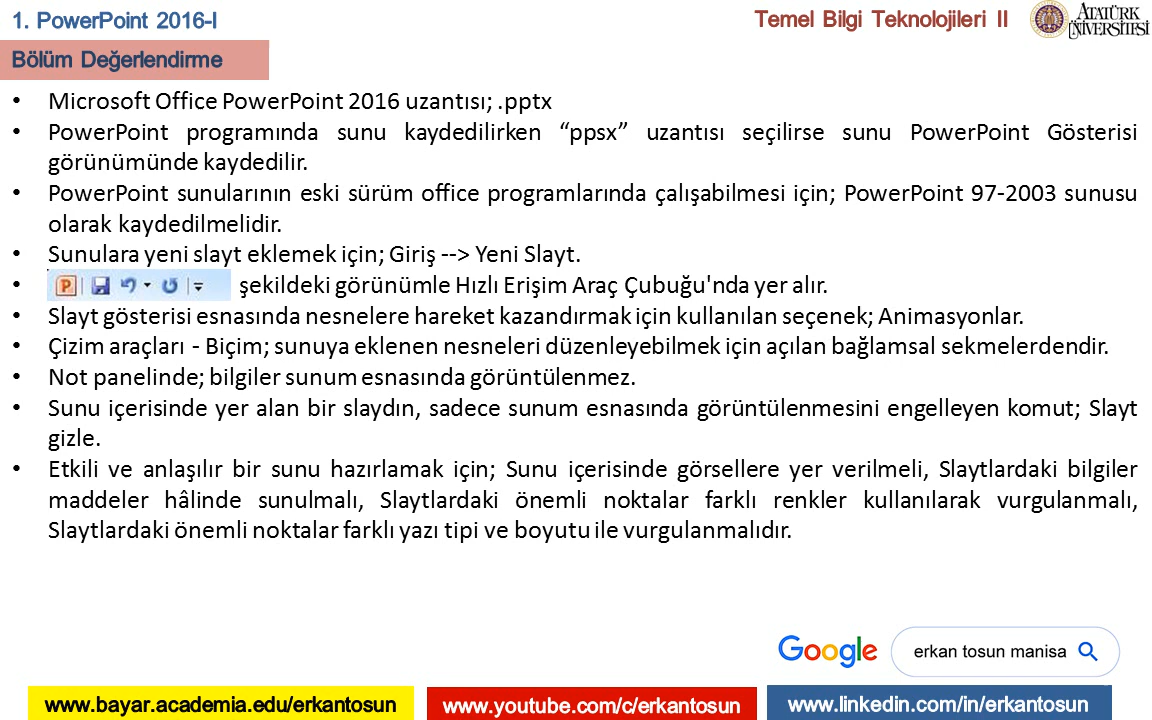 1. PowerPoint 2016-I
Temel Bilgi Teknolojileri II
ATATÜRK
ÜNİVERSİTESİ
Bölüm Değerlendirme
• Microsoft Office PowerPoint 2016 uzantısı; .pptx
• PowerPoint programında sunu kaydedilirken “ppsx” uzantısı seçilirse sunu PowerPoint Gösterisi
görünümünde kaydedilir.
• PowerPoint sunularının eski sürüm office programlarında çalışabilmesi için; PowerPoint 97-2003 sunusu
olarak kaydedilmelidir.
• Sunulara yeni slayt eklemek için; Giriş --> Yeni Slayt.
• şekildeki görünümle Hızlı Erişim Araç Çubuğu'nda yer alır.
• Slayt gösterisi esnasında nesnelere hareket kazandırmak için kullanılan seçenek; Animasyonlar.
• Çizim araçları - Biçim; sunuya eklenen nesneleri düzenleyebilmek için açılan bağlamsal sekmelerdendir.
• Not panelinde; bilgiler sunum esnasında görüntülenmez.
• Sunu içerisinde yer alan bir slaydın, sadece sunum esnasında görüntülenmesini engelleyen komut; Slayt
gizle.
• Etkili ve anlaşılır bir sunu hazırlamak için; Sunu içerisinde görsellere yer verilmeli, Slaytlardaki bilgiler
maddeler hâlinde sunulmalı, Slaytlardaki önemli noktalar farklı renkler kullanılarak vurgulanmalı,
Slaytlardaki önemli noktalar farklı yazı tipi ve boyutu ile vurgulanmalıdır.
Google erkan tosun manisa
www.bayar.academia.edu/erkantosun
www.youtube.com/c/erkantosun
www.linkedin.com/in/erkantosun